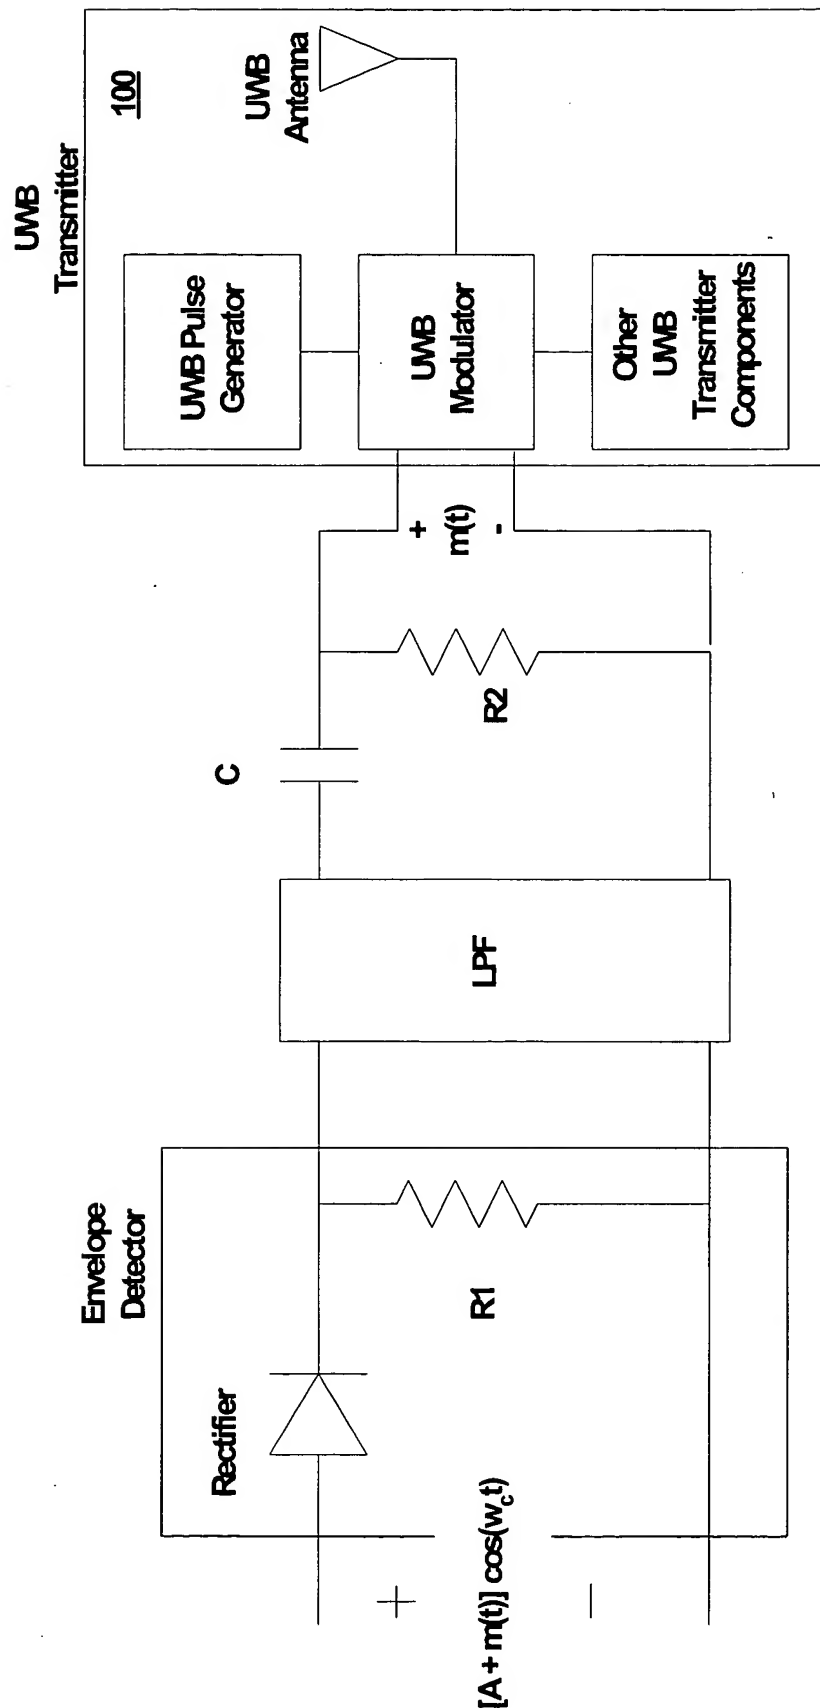 UWB
Transmitter
100
UWB
Antenna
UWB Pulse
Generator
UWB
Modulator
Other
UWB
Transmitter
Components
+
m(t)
-
C
R2
LPF
Envelope
Detector
Rectifier
R1
+
[A + m(t)] cos(w_c t)
-